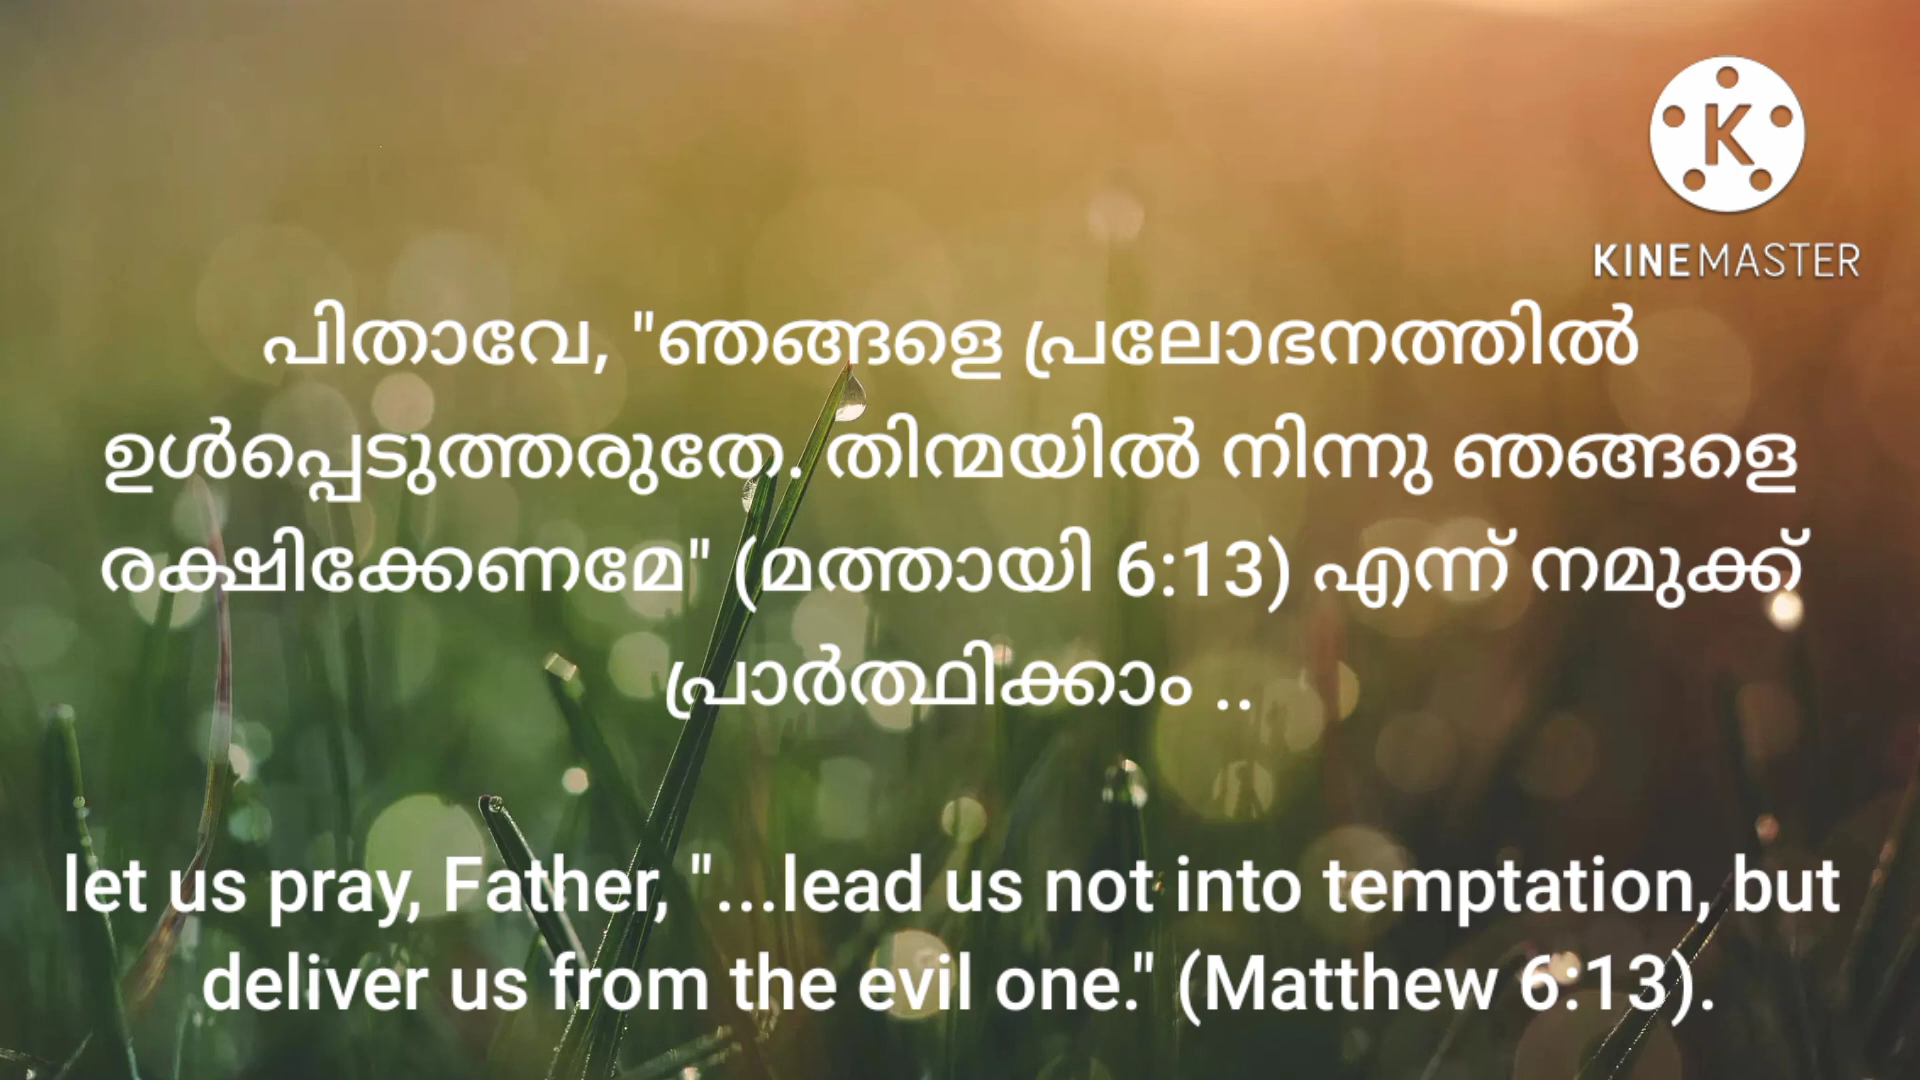 K
KINEMASTER
പിതാവേ, "ഞങ്ങളെ പ്രലോഭനത്തിൽ
ഉൾപ്പെടുത്തരുതേ. തിന്മയിൽ നിന്നു ഞങ്ങളെ
രക്ഷിക്കേണമേ" (മത്തായി 6:13) എന്ന് നമുക്ക്
പ്രാർത്ഥിക്കാം ..
let us pray, Father, "...lead us not into temptation, but
deliver us from the evil one." (Matthew 6:13).